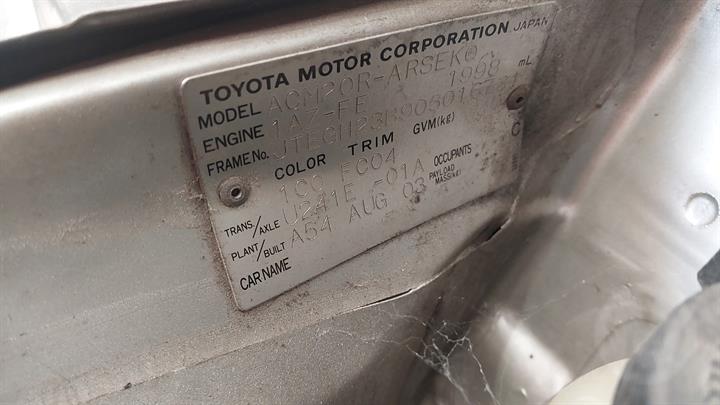 TOYOTA MOTOR CORPORATION JAPAN
MODEL ACM20R-ARSEK
ENGINE 1AZ-FE 1998 mL
FRAME No.
COLOR TRIM GVM(kg)
1C0 FC04
TRANS/AXLE U241E -01A OCCUPANTS
PLANT/BUILT A54 AUG 03 PAYLOAD MASS(kg)
CAR NAME